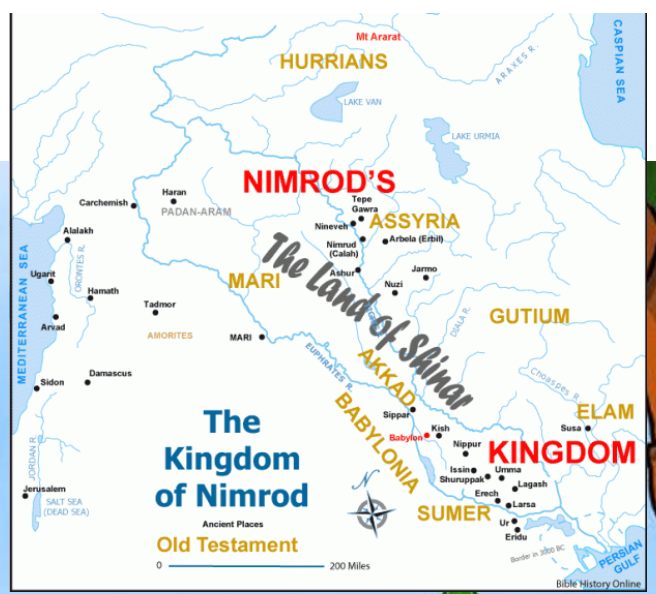 Mt Ararat
HURRIANS
ARAXES R.
CASPIAN SEA
LAKE VAN
LAKE URMIA
NIMROD'S
Haran
PADAN-ARAM
Carchemish
Tepe
Gawra
Nineveh
ASSYRIA
Nimrud
(Calah)
Arbela (Erbil)
Alalakh
ORONTES R.
The Land of Shinar
Ashur
Jarmo
Nuzi
MARI
Ugarit
Hamath
Tadmor
Arvad
AMORITES
MARI
GUTIUM
DIALA R.
MEDITERRANEAN SEA
EUPHRATES R.
AKKAD
Choaspes R.
Damascus
Sidon
BABYLONIA
Sippar
ELAM
Susa
The
Kingdom
of Nimrod
Babylon
Kish
Nippur
KINGDOM
JORDAN R.
Issin
Shuruppak
Umma
Lagash
Jerusalem
SALT SEA
(DEAD SEA)
N
Erech
Larsa
SUMER
Ur
Eridu
Ancient Places
Old Testament
Border in 3000 BC
PERSIAN
GULF
0 200 Miles
Bible History Online